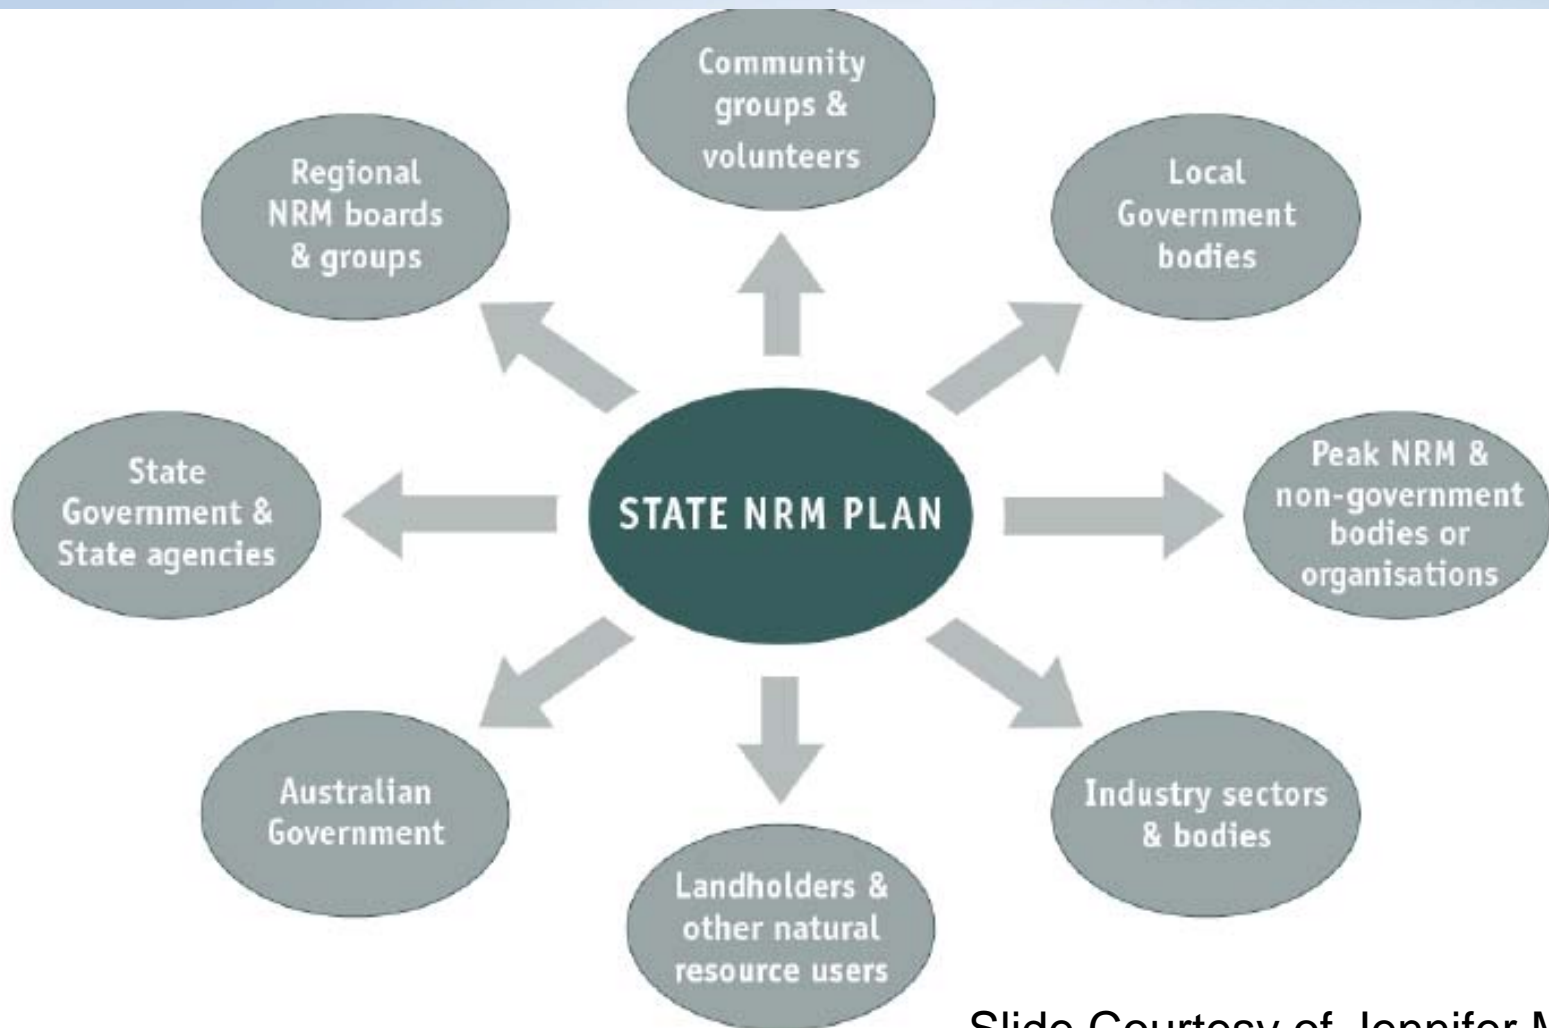 Community
groups &
volunteers
Regional
NRM boards
& groups
Local
Government
bodies
State
Government &
State agencies
STATE NRM PLAN
Peak NRM &
non-government
bodies or
organisations
Australian
Government
Industry sectors
& bodies
Landholders &
other natural
resource users
Slide Courtesy of Jennifer M